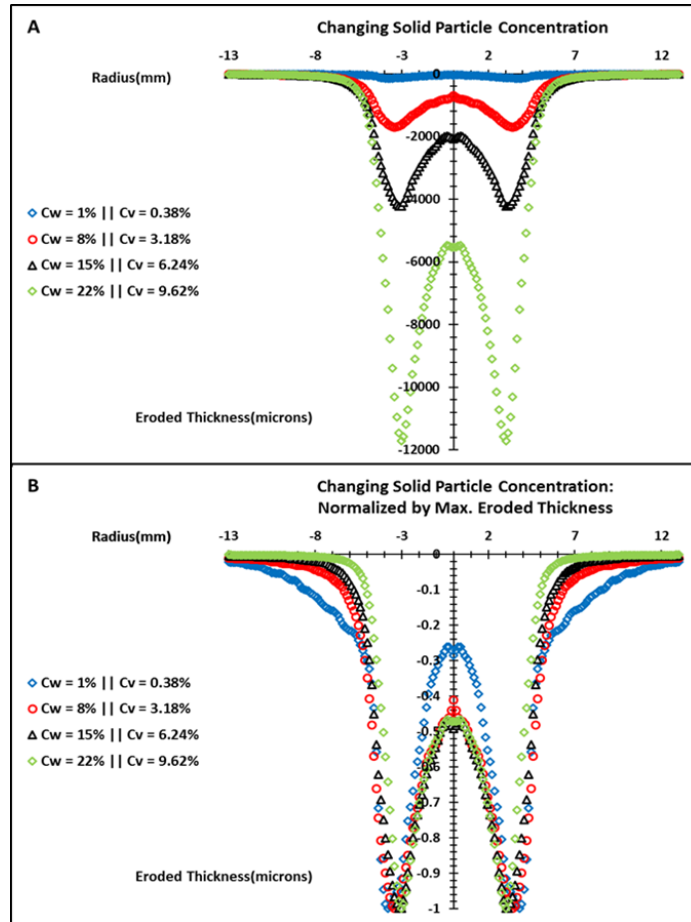 A
Changing Solid Particle Concentration
-13 -8 -3 2 7 12
Radius(mm)
0
-2000
-4000
-6000
-8000
-10000
-12000
Cw = 1% || Cv = 0.38%
Cw = 8% || Cv = 3.18%
Cw = 15% || Cv = 6.24%
Cw = 22% || Cv = 9.62%
Eroded Thickness(microns)
B
Changing Solid Particle Concentration:
Normalized by Max. Eroded Thickness
Radius(mm)
-13 -8 -3 2 7 12
0
-0.1
-0.2
-0.3
-0.4
-0.5
-0.6
-0.7
-0.8
-0.9
-1
Cw = 1% || Cv = 0.38%
Cw = 8% || Cv = 3.18%
Cw = 15% || Cv = 6.24%
Cw = 22% || Cv = 9.62%
Eroded Thickness(microns)